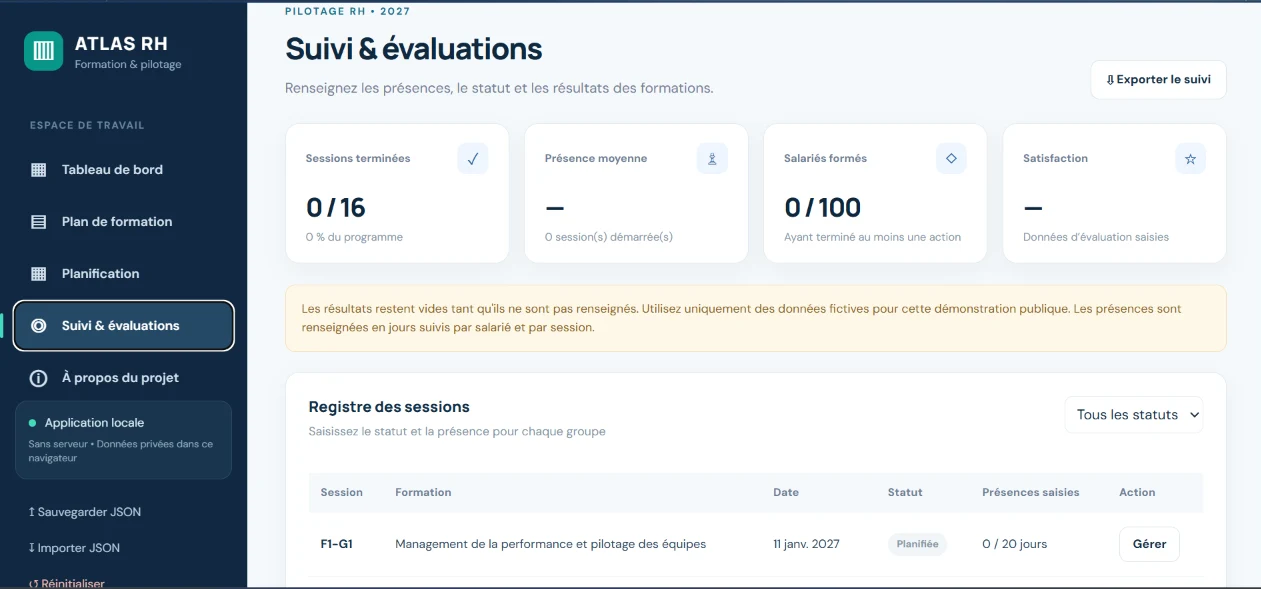 ATLAS RH
Formation & pilotage
ESPACE DE TRAVAIL
Tableau de bord
Plan de formation
Planification
Suivi & évaluations
À propos du projet
Application locale
Sans serveur • Données privées dans ce
navigateur
↥ Sauvegarder JSON
↧ Importer JSON
↺ Réinitialiser
PILOTAGE RH • 2027
Suivi & évaluations
Renseignez les présences, le statut et les résultats des formations.
⇩ Exporter le suivi
Sessions terminées
0 / 16
0 % du programme
Présence moyenne
—
0 session(s) démarrée(s)
Salariés formés
0 / 100
Ayant terminé au moins une action
Satisfaction
—
Données d'évaluation saisies
Les résultats restent vides tant qu'ils ne sont pas renseignés. Utilisez uniquement des données fictives pour cette démonstration publique. Les présences sont
renseignées en jours suivis par salarié et par session.
Registre des sessions
Saisissez le statut et la présence pour chaque groupe
Tous les statuts
Session Formation Date Statut Présences saisies Action
F1-G1 Management de la performance et pilotage des équipes 11 janv. 2027 Planifiée 0 / 20 jours Gérer